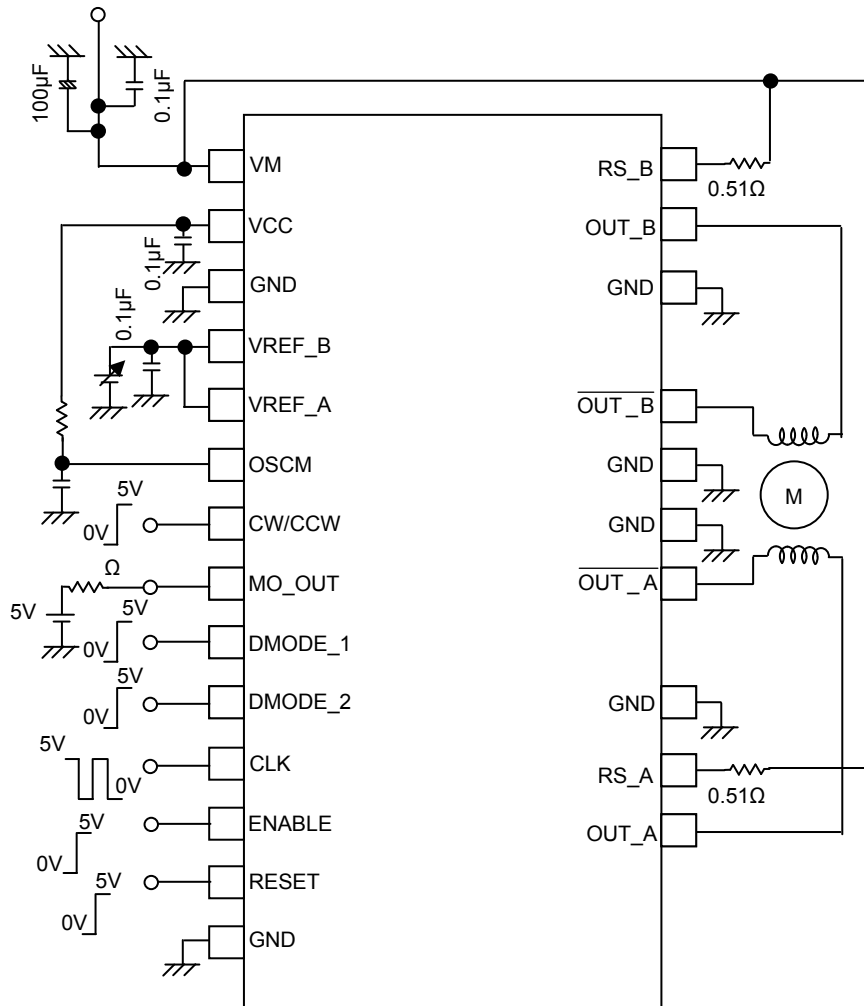 100µF
0.1µF
VM
RS_B
0.51Ω
VCC
OUT_B
0.1µF
GND
GND
0.1µF
VREF_B
VREF_A
OUT_B
OSCM
GND
5V
0V
CW/CCW
GND
M
Ω
MO_OUT
OUT_A
5V
5V
0V
DMODE_1
5V
0V
DMODE_2
GND
5V
0V
CLK
RS_A
0.51Ω
5V
0V
ENABLE
OUT_A
5V
0V
RESET
GND